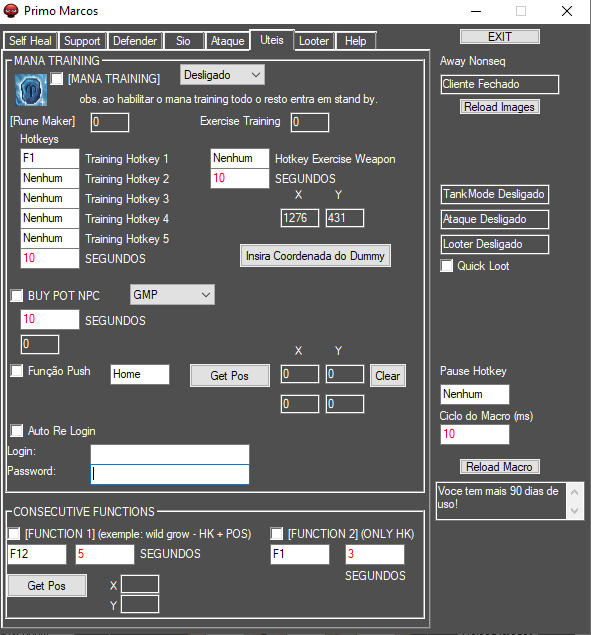 Primo Marcos
Self Heal Support Defender Sio Ataque Uteis Looter Help
EXIT
MANA TRAINING
Away Nonseq
[MANA TRAINING] Desligado
Cliente Fechado
obs. ao habilitar o mana training todo o resto entra em stand by.
Reload Images
[Rune Maker] 0 Exercise Training 0
Hotkeys
F1 Training Hotkey 1 Nenhum Hotkey Exercise Weapon
Nenhum Training Hotkey 2 10 SEGUNDOS
Nenhum Training Hotkey 3 X Y
TankMode Desligado
Nenhum Training Hotkey 4 1276 431
Ataque Desligado
Nenhum Training Hotkey 5
Looter Desligado
10 SEGUNDOS Insira Coordenada do Dummy
Quick Loot
BUY POT NPC GMP
10 SEGUNDOS
0
X Y
Função Push Home Get Pos 0 0 Clear
Pause Hotkey
Nenhum
0 0
Ciclo do Macro (ms)
10
Auto Re Login
Login:
Password:
Reload Macro
Voce tem mais 90 dias de
uso!
CONSECUTIVE FUNCTIONS
[FUNCTION 1] (exemple: wild grow - HK + POS) [FUNCTION 2] (ONLY HK)
F12 5 SEGUNDOS F1 3
SEGUNDOS
Get Pos X
Y